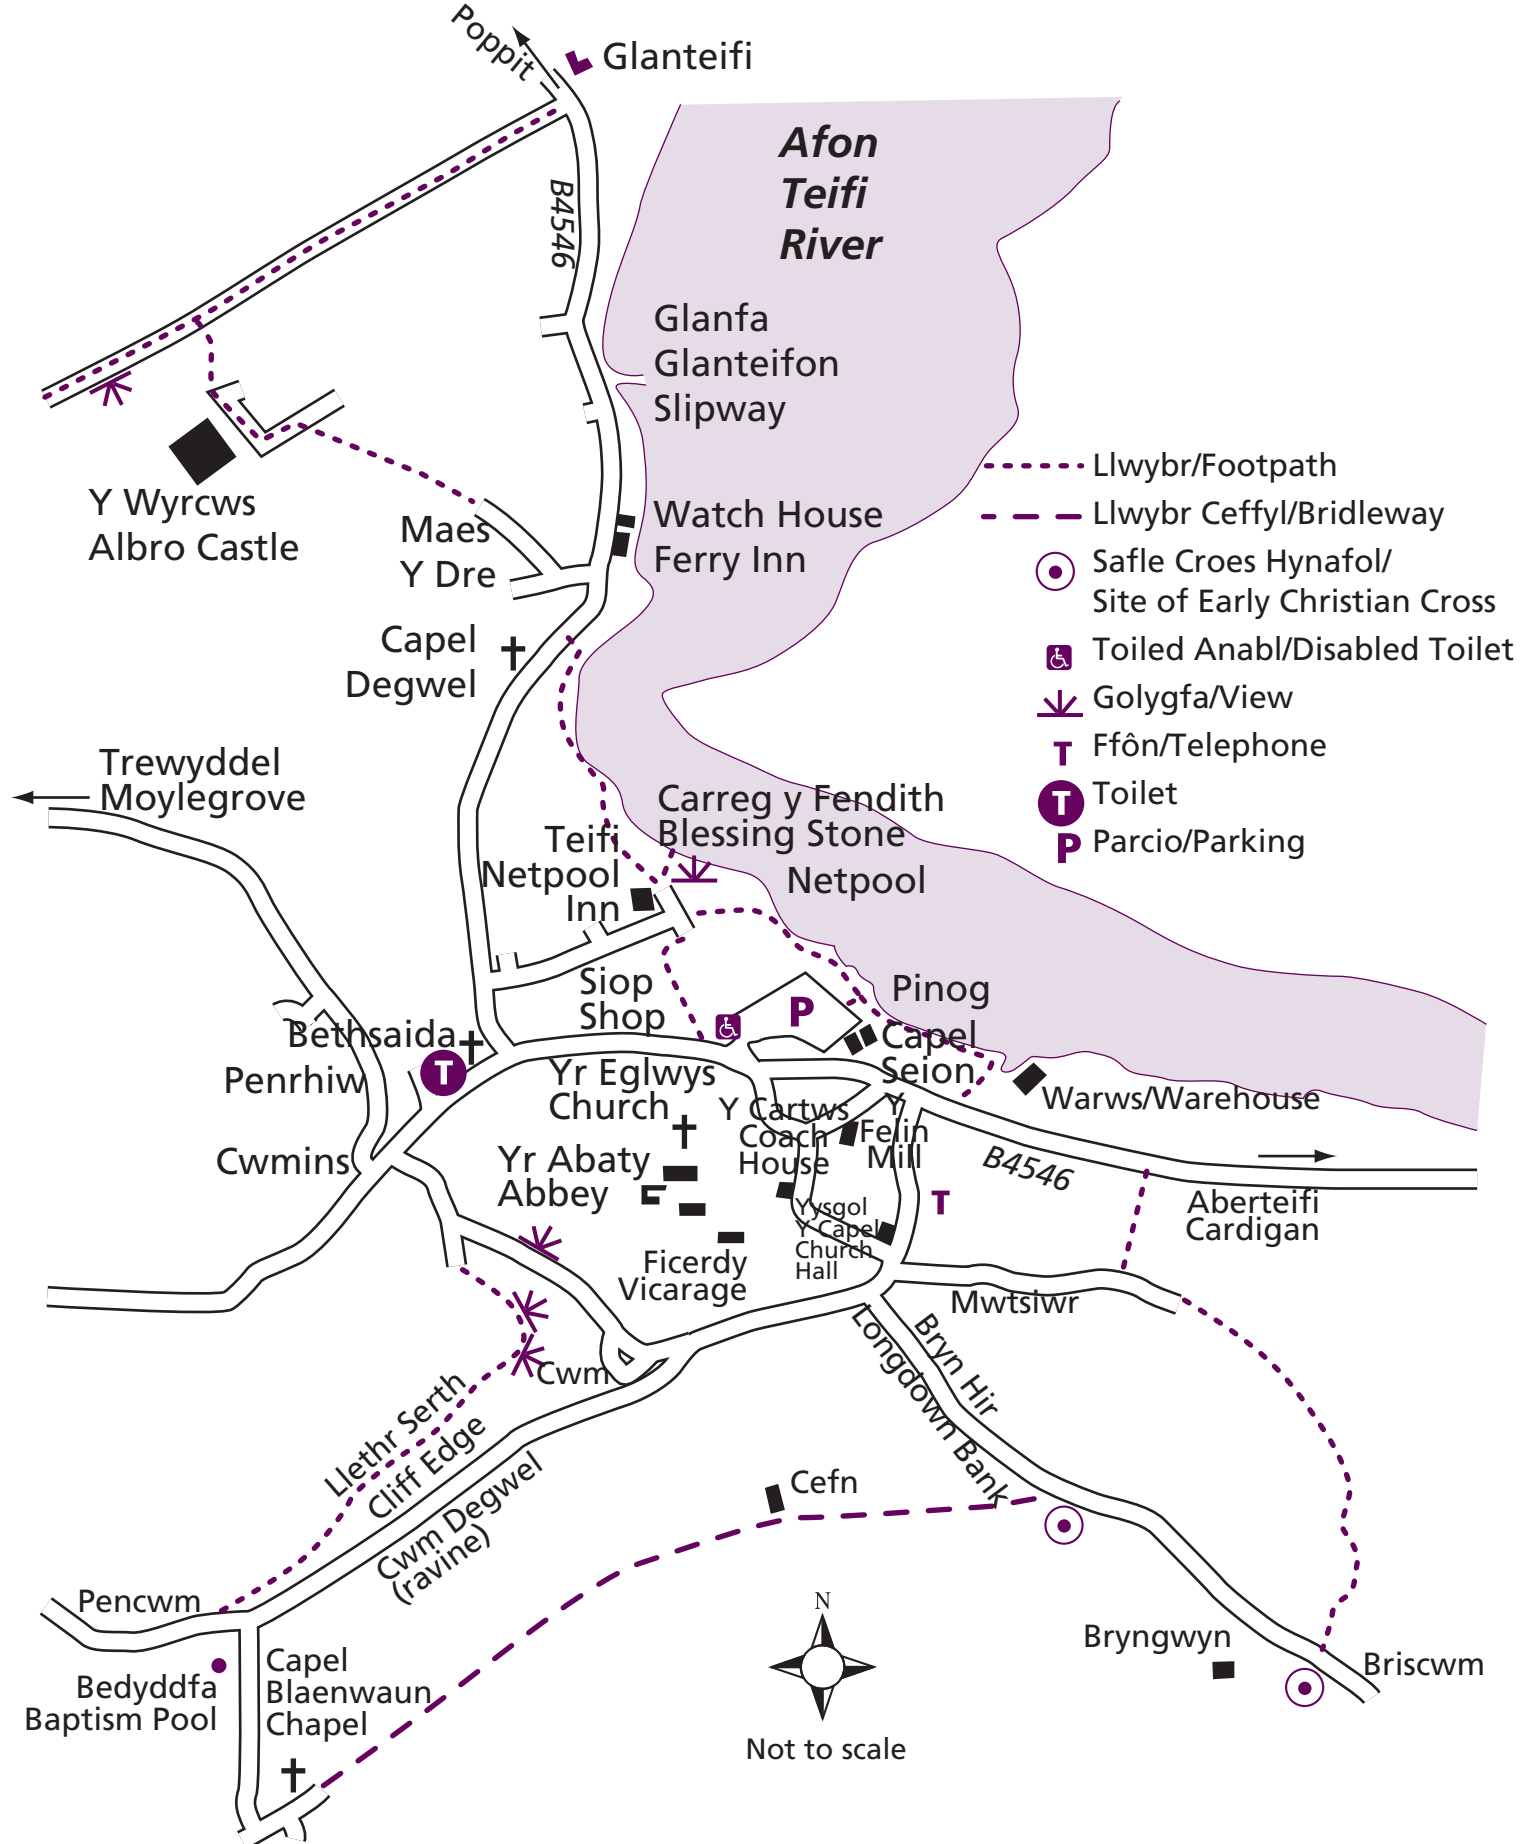 Poppit
Glanteifi
B4546
Afon
Teifi
River
Glanfa
Glanteifon
Slipway
Y Wyrcws
Albro Castle
Maes
Y Dre
Watch House
Ferry Inn
Capel
Degwel
Llwybr/Footpath
Llwybr Ceffyl/Bridleway
Safle Croes Hynafol/
Site of Early Christian Cross
Toiled Anabl/Disabled Toilet
Golygfa/View
T
Ffôn/Telephone
T
Toilet
P
Parcio/Parking
Trewyddel
Moylegrove
Carreg y Fendith
Blessing Stone
Teifi
Netpool
Inn
Netpool
Siop
Shop
P
Pinog
Capel
Seion
Bethsaida
T
Penrhiw
Yr Eglwys
Church
Y Cartws
Coach
House
Y
Felin
Mill
Warws/Warehouse
Cwmins
Yr Abaty
Abbey
Yysgol
Y Capel
Church
Hall
T
B4546
Aberteifi
Cardigan
Ficerdy
Vicarage
Mwtsiwr
Cwm
Bryn Hir
Longdown Bank
Llethr Serth
Cliff Edge
Cwm Degwel
(ravine)
Cefn
Pencwm
Bedyddfa
Baptism Pool
Capel
Blaenwaun
Chapel
N
Not to scale
Bryngwyn
Briscwm